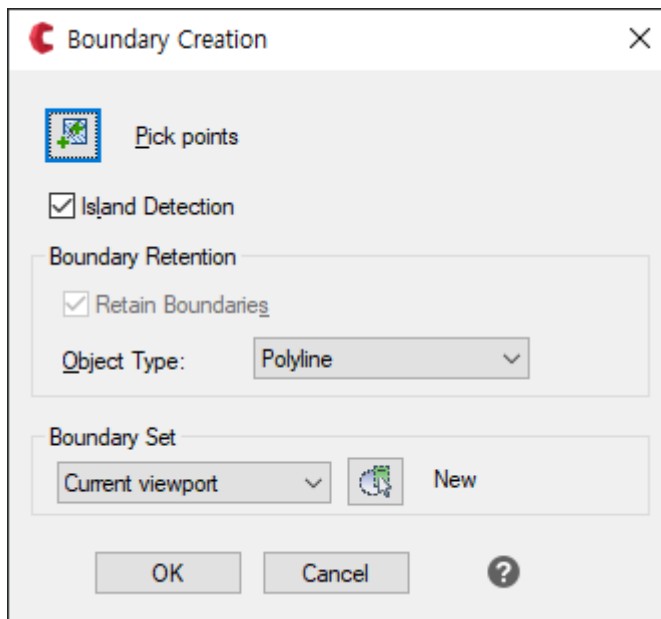 Boundary Creation
Pick points
Island Detection
Boundary Retention
Retain Boundaries
Object Type: Polyline
Boundary Set
Current viewport New
OK Cancel ?